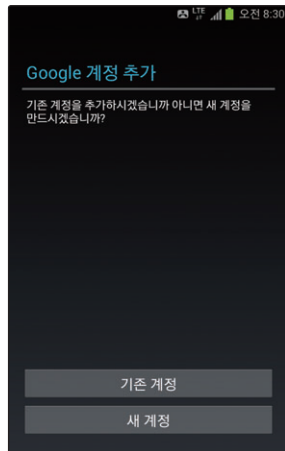 LTE 오전 8:30
Google 계정 추가
기존 계정을 추가하시겠습니까 아니면 새 계정을
만드시겠습니까?
기존 계정
새 계정